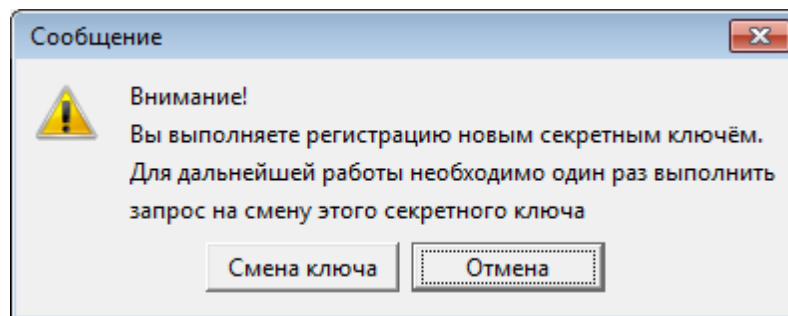 Сообщение
Внимание!
Вы выполняете регистрацию новым секретным ключём.
Для дальнейшей работы необходимо один раз выполнить
запрос на смену этого секретного ключа
Смена ключа
Отмена